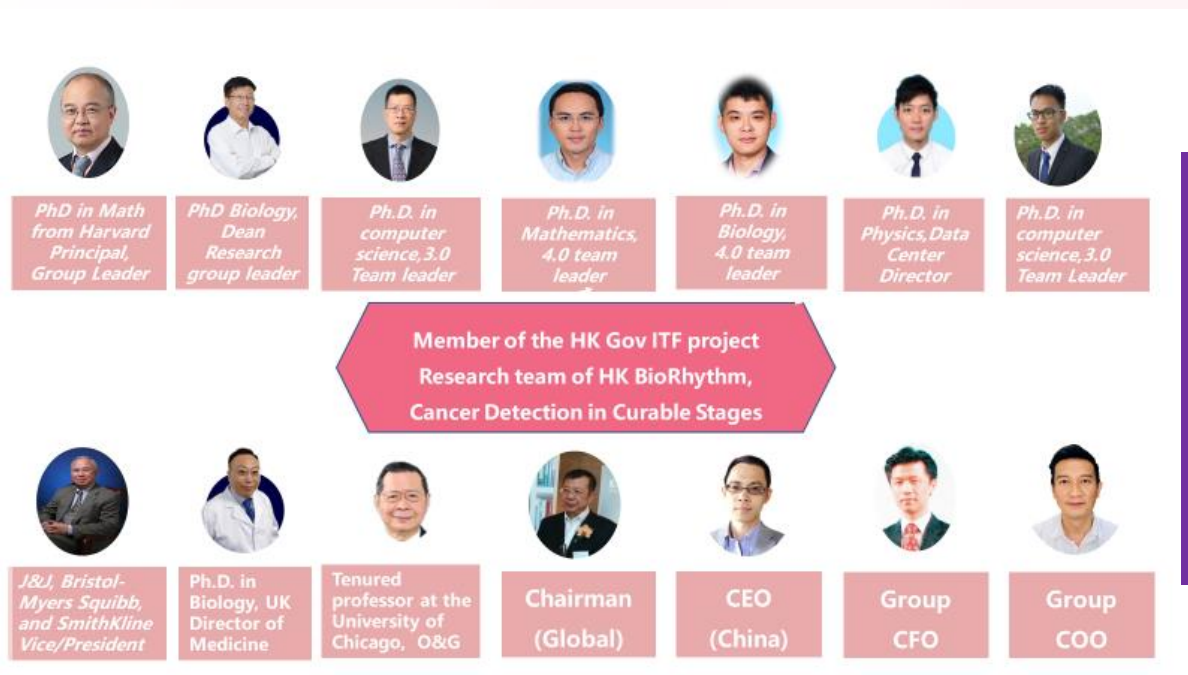 PhD in Math
from Harvard
Principal,
Group Leader
PhD Biology,
Dean
Research
group leader
Ph.D. in
computer
science,3.0
Team leader
Ph.D. in
Mathematics,
4.0 team
leader
Ph.D. in
Biology,
4.0 team
leader
Ph.D. in
Physics,Data
Center
Director
Ph.D. in
computer
science,3.0
Team Leader
Member of the HK Gov ITF project
Research team of HK BioRhythm,
Cancer Detection in Curable Stages
J&J, Bristol-
Myers Squibb,
and SmithKline
Vice/President
Ph.D. in
Biology, UK
Director of
Medicine
Tenured
professor at the
University of
Chicago, O&G
Chairman
(Global)
CEO
(China)
Group
CFO
Group
COO